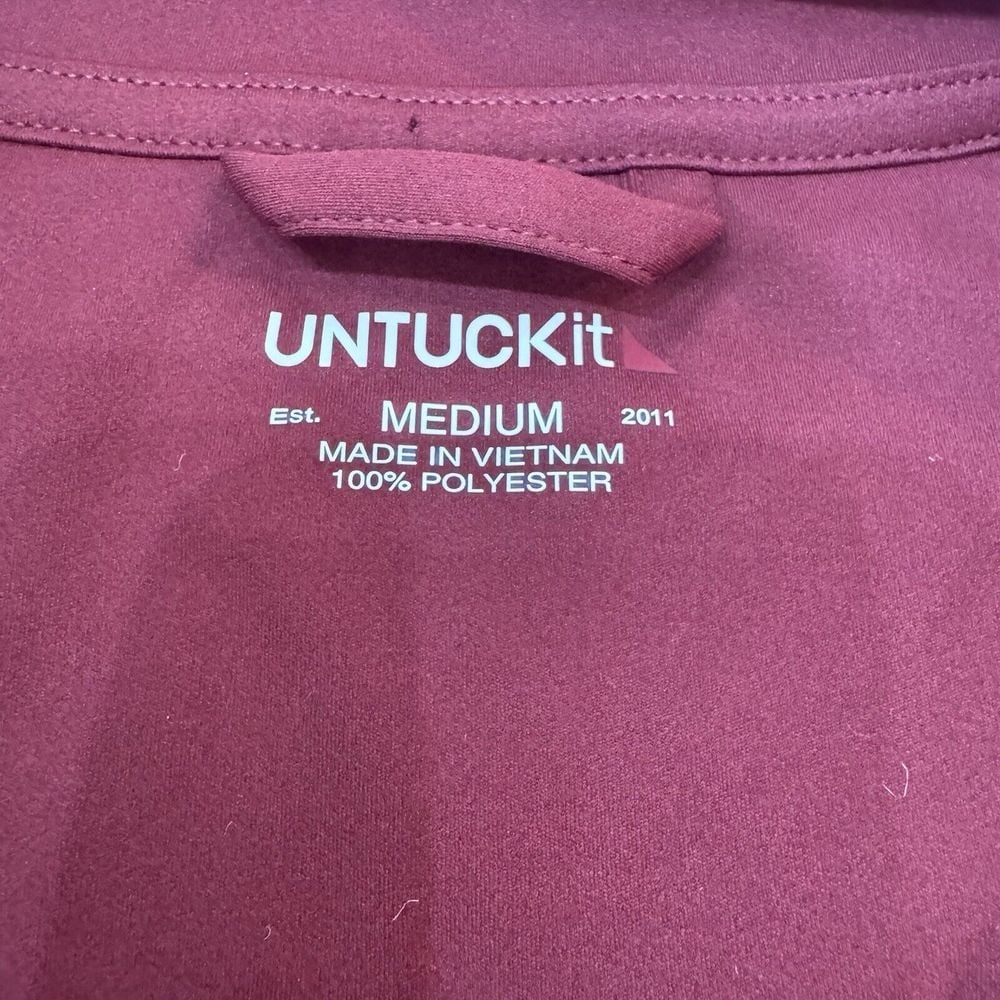 UNTUCKit
Est. MEDIUM 2011
MADE IN VIETNAM
100% POLYESTER